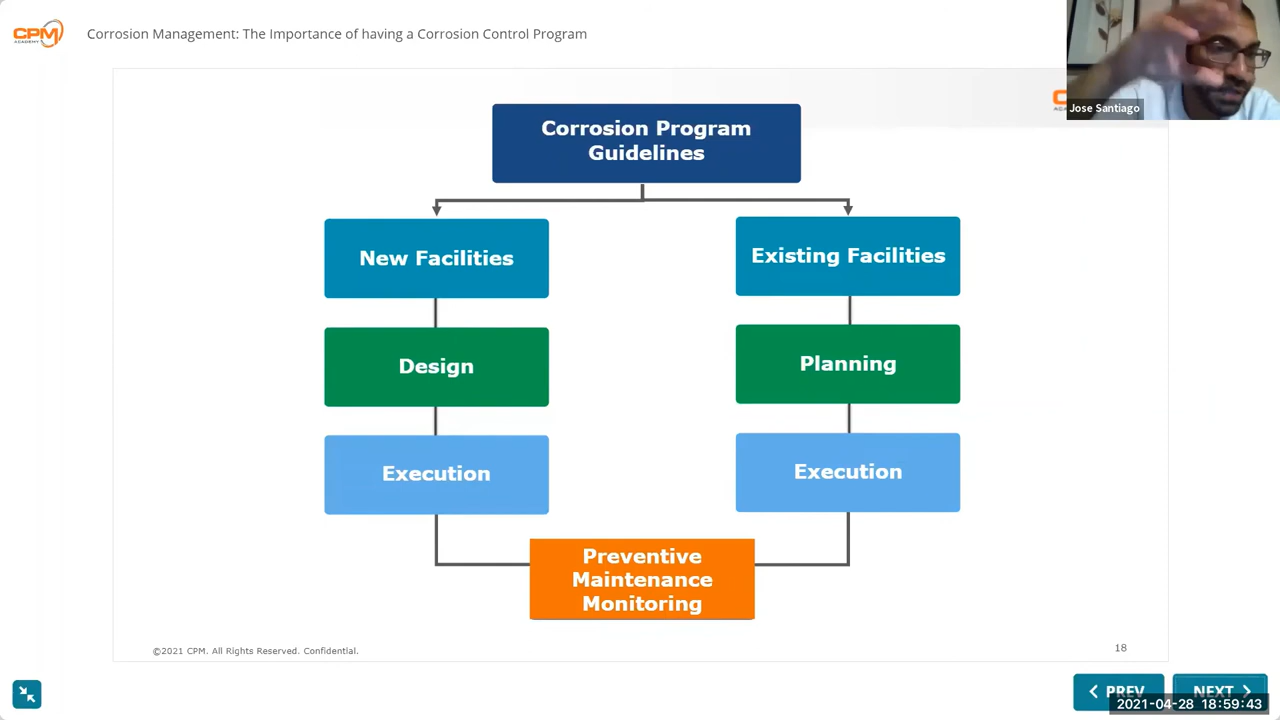 CPM
ACADEMY
Corrosion Management: The Importance of having a Corrosion Control Program
Jose Santiago
Corrosion Program
Guidelines
New Facilities
Existing Facilities
Design
Planning
Execution
Execution
Preventive
Maintenance
Monitoring
©2021 CPM. All Rights Reserved. Confidential.
18
PREV
NEXT
2021-04-28 18:59:43